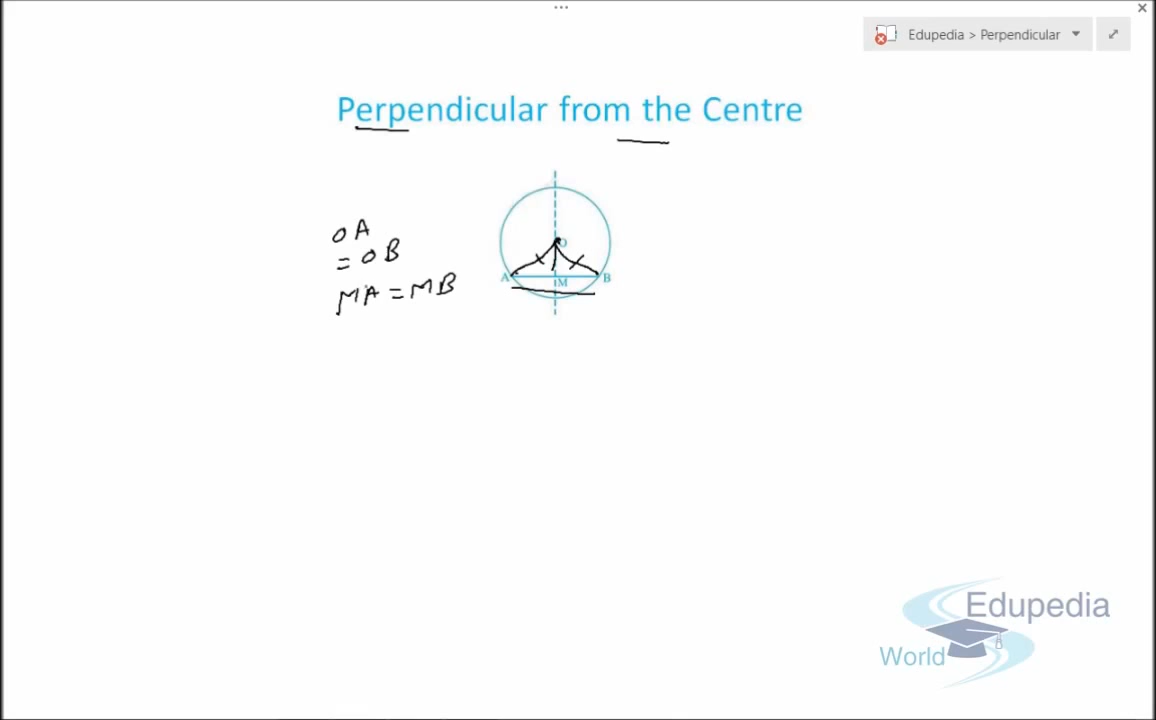 Edupedia > Perpendicular
Perpendicular from the Centre
OA
= OB
MA = MB
O
A
M
B
Edupedia
World